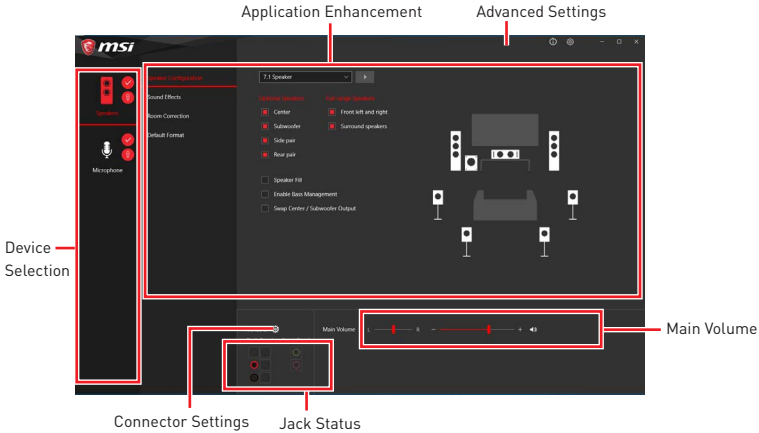 Application Enhancement
Advanced Settings
msi
Speaker Configuration
Sound Effects
Room Correction
Default Format
Speakers
Microphone
7.1 Speaker
Optional speakers
Full-range speakers
Center
Front left and right
Subwoofer
Surround speakers
Side pair
Rear pair
Speaker Fill
Enable Bass Management
Swap Center / Subwoofer Output
Device
Selection
Main Volume
L
R
Main Volume
Connector Settings
Jack Status